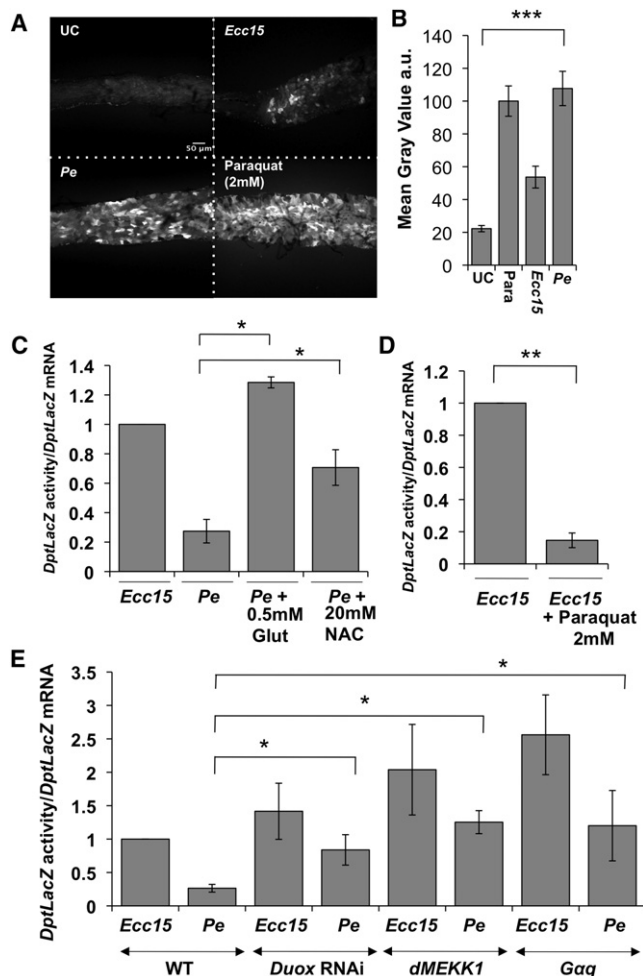 A
UC
Ecc15
50 µm
Pe
Paraquat
(2mM)
B
***
Mean Gray Value a.u.
140
120
100
80
60
40
20
0
UC
Para
Ecc15
Pe
C
*
*
DptLacZ activity/DptLacZ mRNA
1.4
1.2
1
0.8
0.6
0.4
0.2
0
Ecc15
Pe
Pe +
0.5mM
Glut
Pe +
20mM
NAC
D
**
DptLacZ activity/DptLacZ mRNA
1.2
1
0.8
0.6
0.4
0.2
0
Ecc15
Ecc15
+ Paraquat
2mM
E
*
*
*
DptLacZ activity/DptLacZ mRNA
3.5
3
2.5
2
1.5
1
0.5
0
Ecc15 Pe Ecc15 Pe Ecc15 Pe Ecc15 Pe
WT Duox RNAi dMEKK1 Gαq